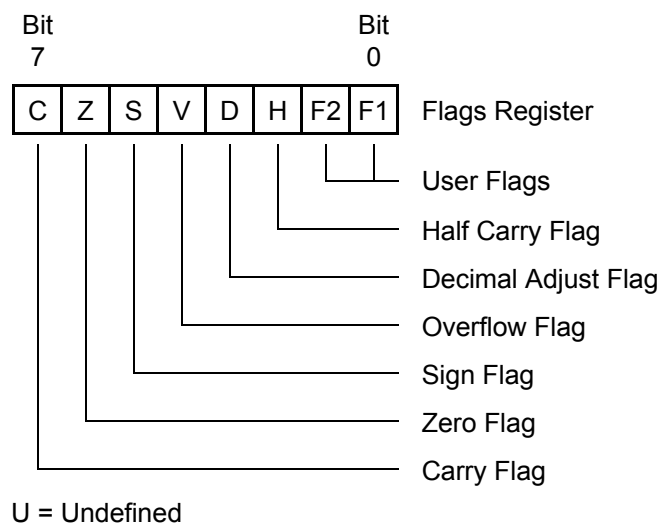 Bit Bit
7 0
C Z S V D H F2 F1 Flags Register
User Flags
Half Carry Flag
Decimal Adjust Flag
Overflow Flag
Sign Flag
Zero Flag
Carry Flag
U = Undefined